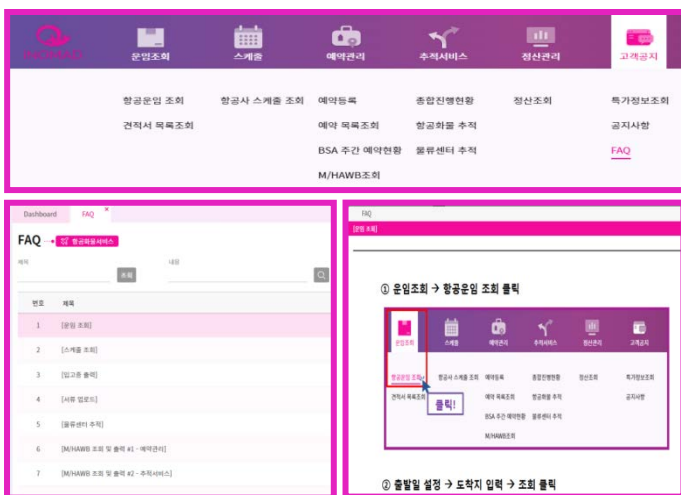 운임조회 스케줄 예약관리 추적서비스 정산관리 고객공지
항공운임 조회 항공사 스케줄 조회 예약등록 종합진행현황 정산조회 특가정보조회
견적서 목록조회 예약 목록조회 항공화물 추적 공지사항
BSA 주간 예약현황 물류센터 추적 FAQ
M/HAWB조회
Dashboard FAQ ×
FAQ 항공화물서비스
제목 내용
조회
번호 제목
1 [운임 조회]
2 [스케줄 조회]
3 [입고증 출력]
4 [서류 업로드]
5 [물류센터 추적]
6 [M/HAWB 조회 및 출력 #1 - 예약관리]
7 [M/HAWB 조회 및 출력 #2 - 추적서비스]
FAQ
[운임 조회]
① 운임조회 → 항공운임 조회 클릭
운임조회 스케줄 예약관리 추적서비스 정산관리 고객공지
항공운임 조회 항공사 스케줄 조회 예약등록 종합진행현황 정산조회 특가정보조회
견적서 목록조회 예약 목록조회 항공화물 추적 공지사항
클릭!
BSA 주간 예약현황 물류센터 추적
M/HAWB조회
② 출발일 설정 → 도착지 입력 → 조회 클릭